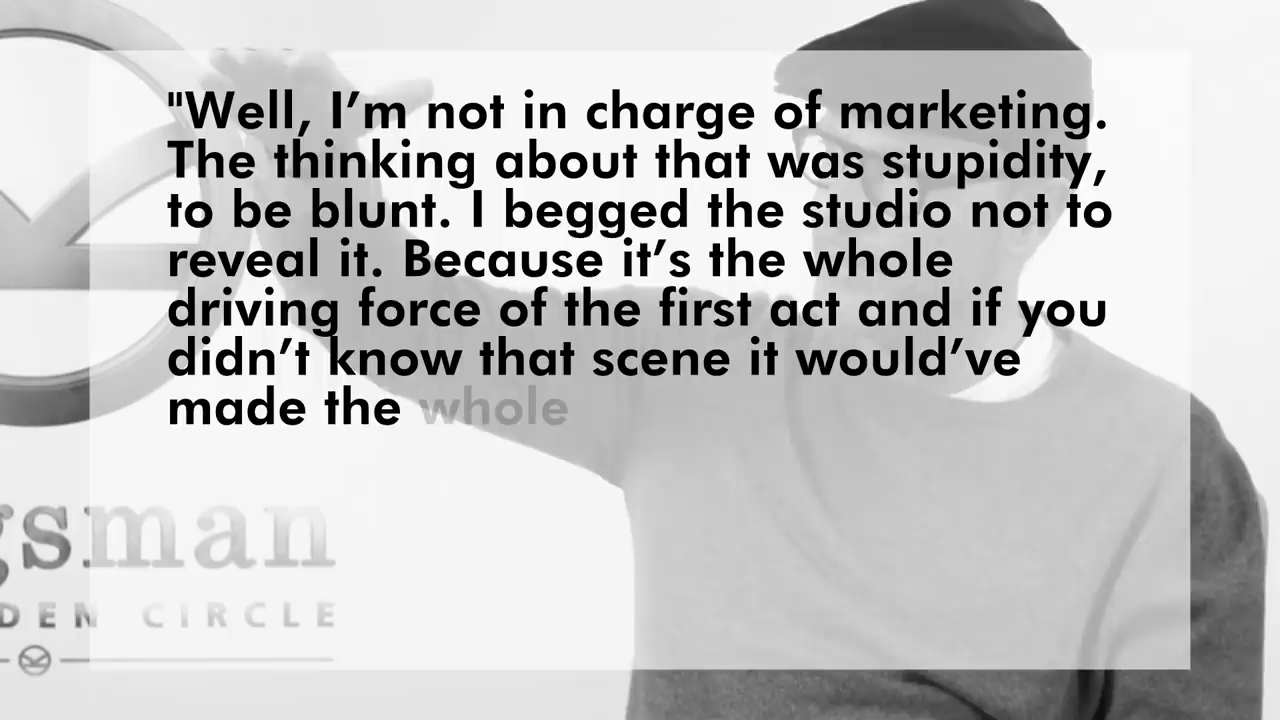 "Well, I’m not in charge of marketing.
The thinking about that was stupidity,
to be blunt. I begged the studio not to
reveal it. Because it’s the whole
driving force of the first act and if you
didn’t know that scene it would’ve
made the whole
gsman
DEN CIRCLE